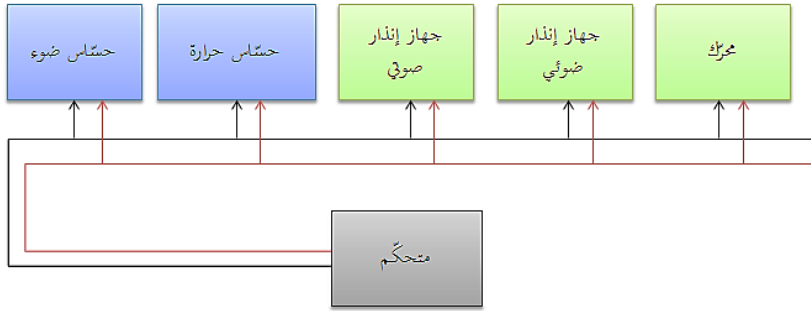 محرّك
جهاز إنذار
ضوئي
جهاز إنذار
صوتي
حسّاس حرارة
حسّاس ضوء
متحكّم